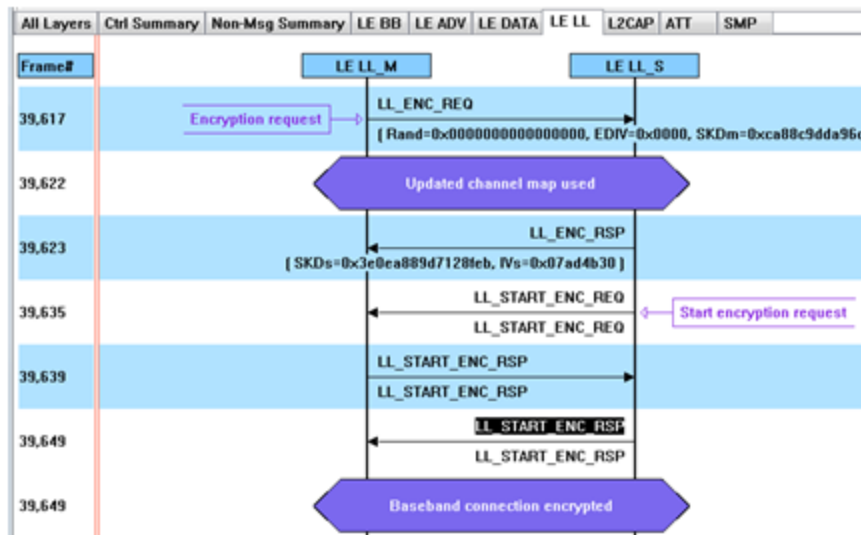 All Layers Ctrl Summary Non-Msg Summary LE BB LE ADV LE DATA LE LL L2CAP ATT SMP
Frame# LE LL_M LE LL_S
LL_ENC_REQ
39,617 Encryption request
( Rand=0x0000000000000000, EDIV=0x0000, SKDm=0xca88c9dda96
39,622 Updated channel map used
LL_ENC_RSP
39,623
( SKDs=0x3e0ea889d7128feb, IVs=0x07ad4b30 )
LL_START_ENC_REQ
39,635 Start encryption request
LL_START_ENC_REQ
LL_START_ENC_RSP
39,639
LL_START_ENC_RSP
LL_START_ENC_RSP
39,649
LL_START_ENC_RSP
39,649 Baseband connection encrypted